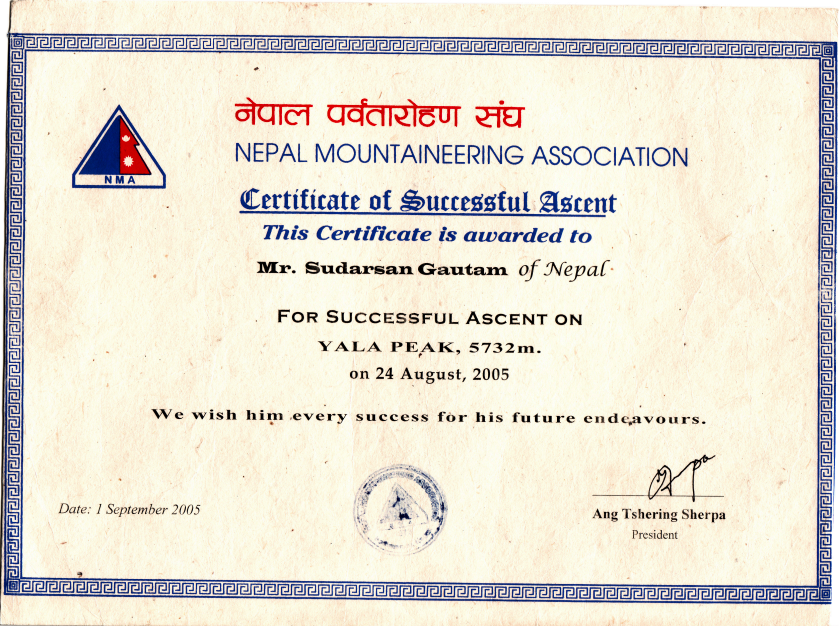 नेपाल पर्वतारोहण संघ
NEPAL MOUNTAINEERING ASSOCIATION
NMA
Certificate of Successful Ascent
This Certificate is awarded to
Mr. Sudarsan Gautam of Nepal
FOR SUCCESSFUL ASCENT ON
YALA PEAK, 5732m.
on 24 August, 2005
We wish him every success for his future endeavours.
Date: 1 September 2005
Ang Tshering Sherpa
President